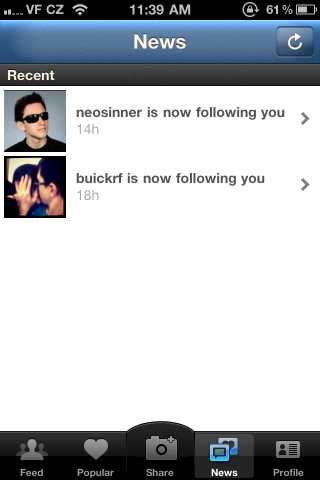 VF CZ 11:39 AM 61%
News
Recent
neosinner is now following you
14h
buickrf is now following you
18h
Feed Popular Share News Profile